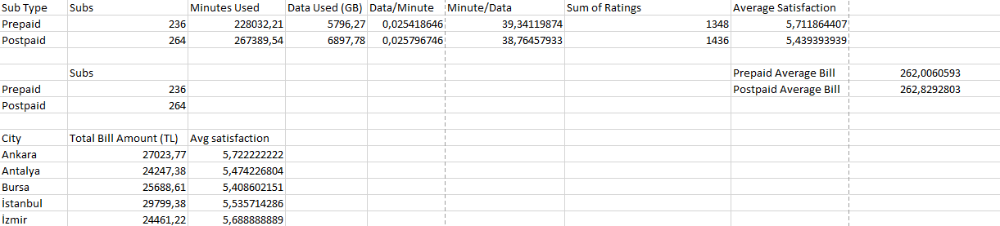 Sub Type Subs Minutes Used Data Used (GB) Data/Minute Minute/Data Sum of Ratings Average Satisfaction
Prepaid 236 228032,21 5796,27 0,025418646 39,34119874 1348 5,711864407
Postpaid 264 267389,54 6897,78 0,025796746 38,76457933 1436 5,439393939
Subs Prepaid Average Bill 262,0060593
Prepaid 236 Postpaid Average Bill 262,8292803
Postpaid 264
City Total Bill Amount (TL) Avg satisfaction
Ankara 27023,77 5,722222222
Antalya 24247,38 5,474226804
Bursa 25688,61 5,408602151
İstanbul 29799,38 5,535714286
İzmir 24461,22 5,688888889